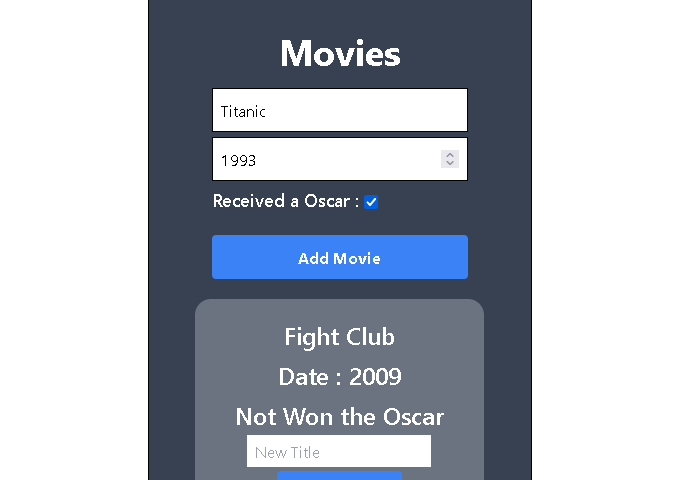 Movies
Titanic
1993
Received a Oscar :
Add Movie
Fight Club
Date : 2009
Not Won the Oscar
New Title